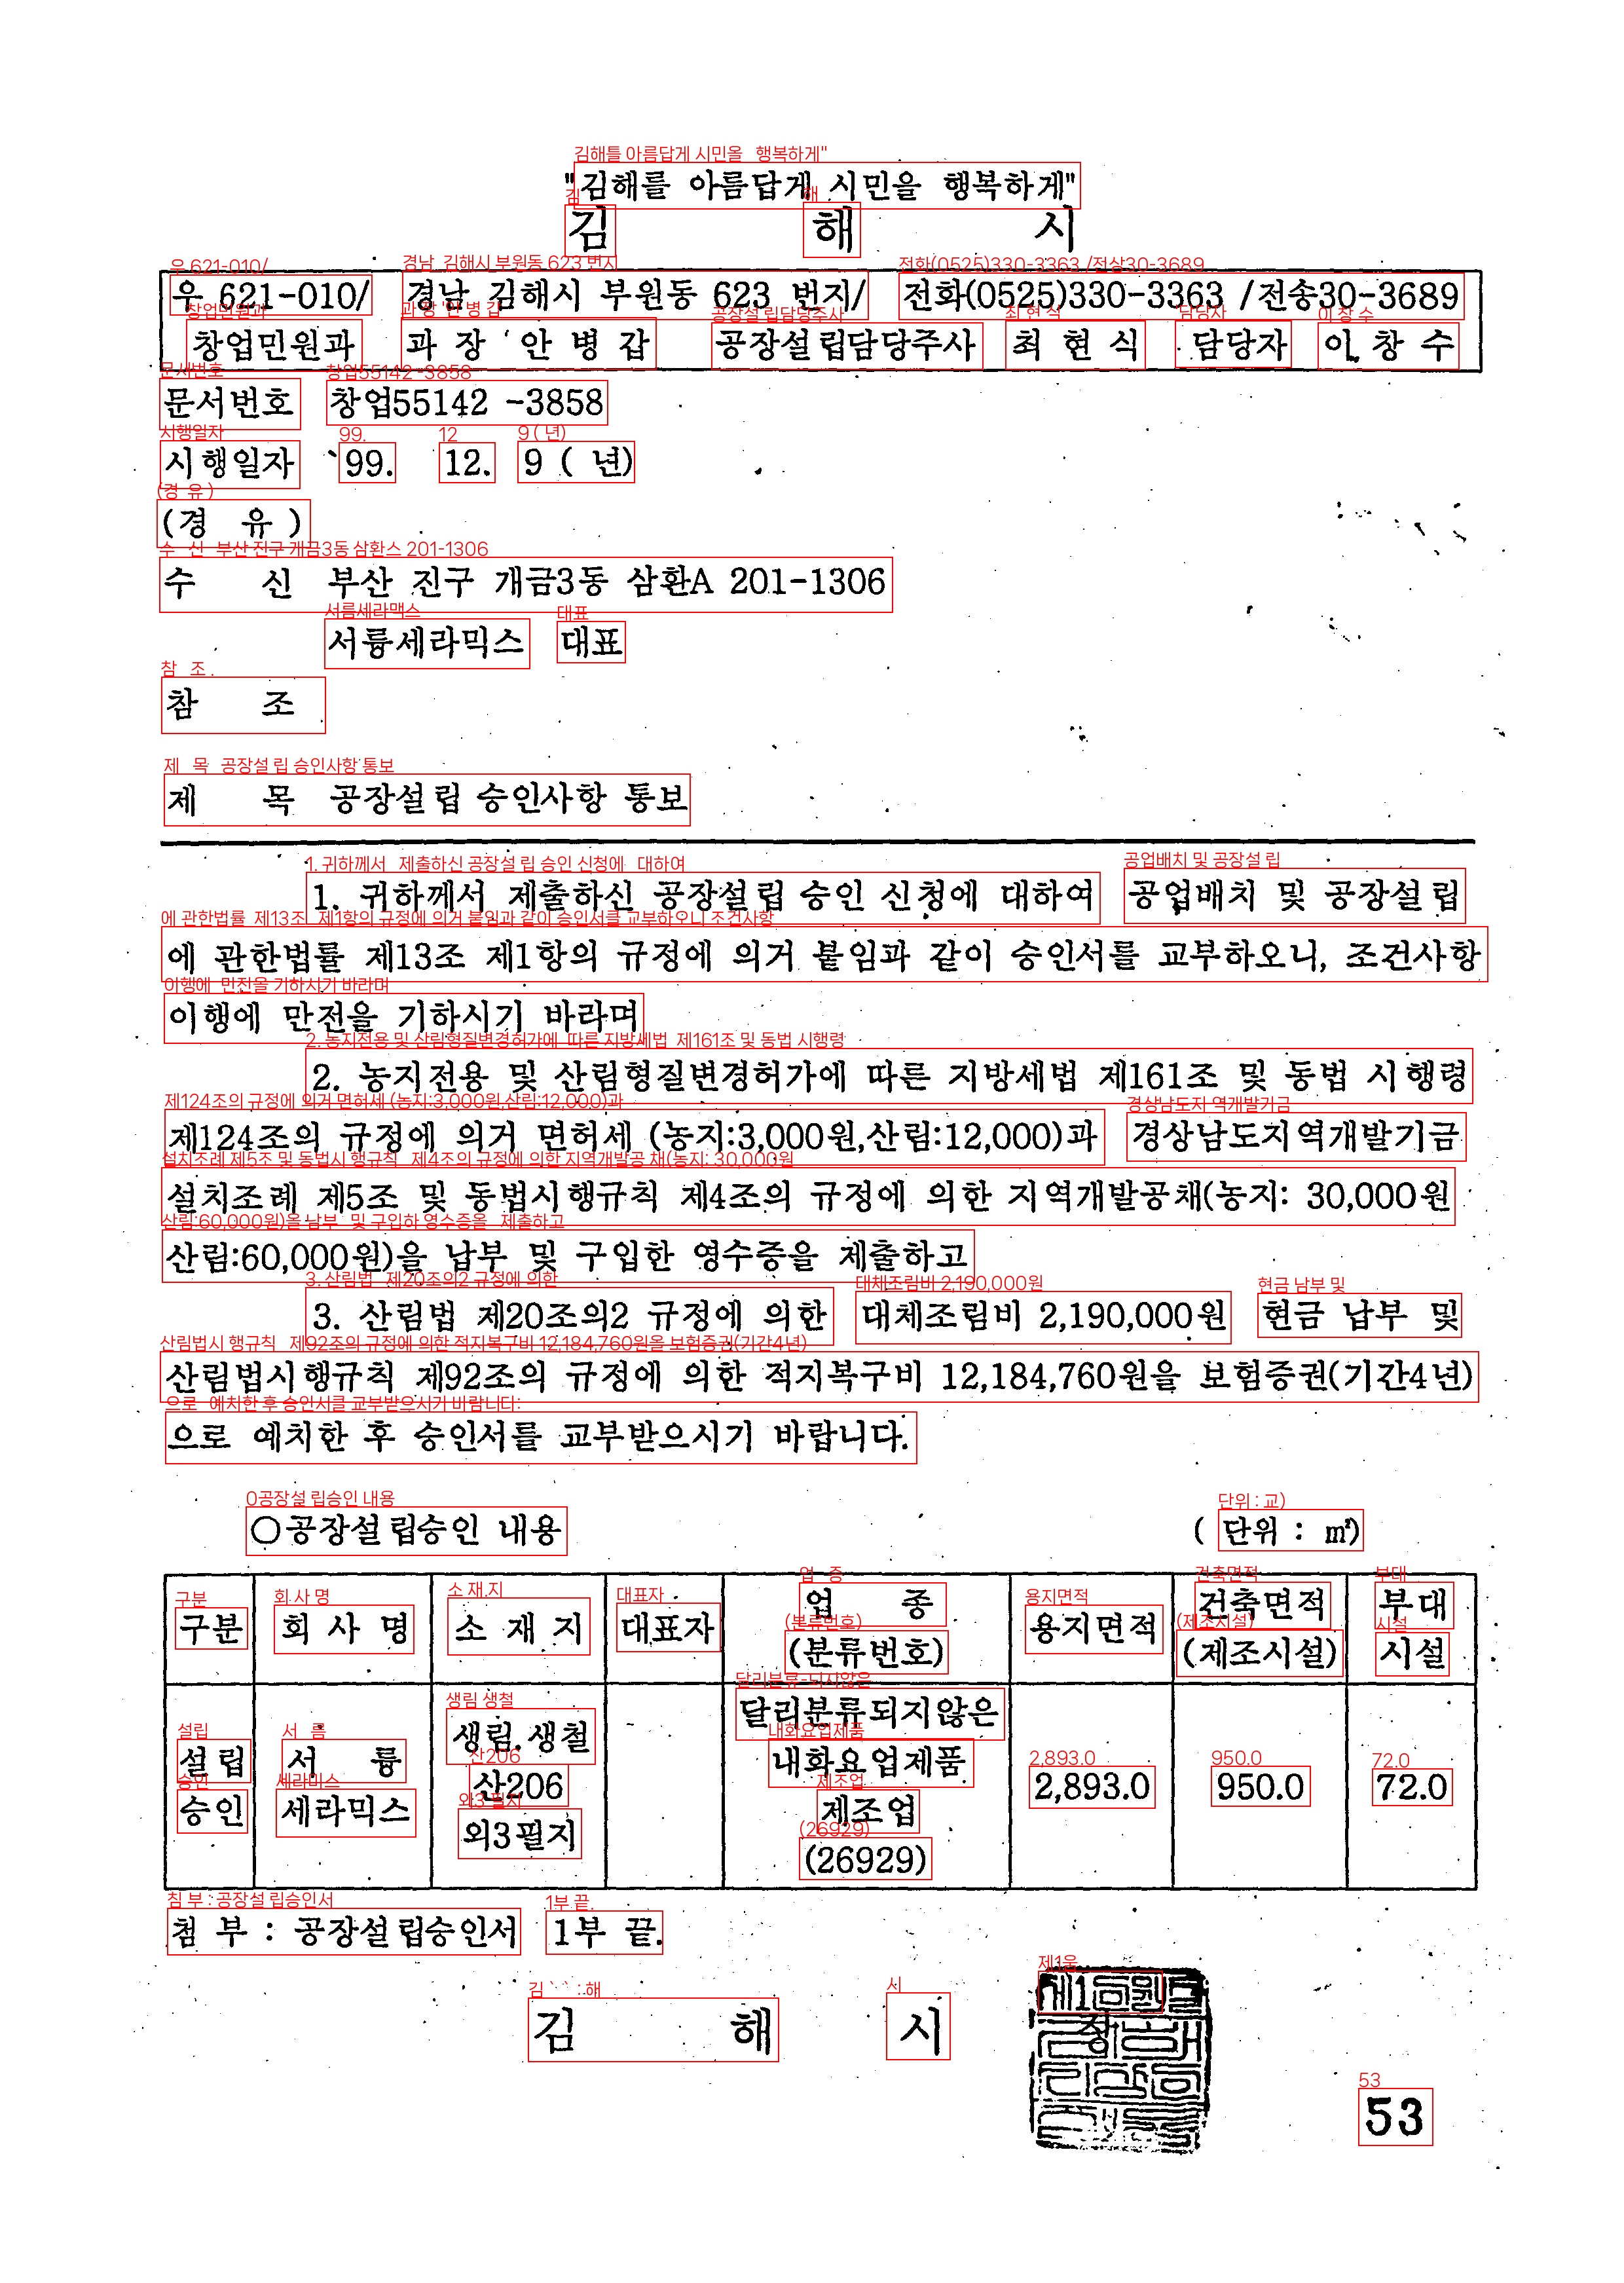 "김해를 아름답게 시민을 행복하게"
김 해 시
우 621-010/ 경남 김해시 부원동 623 번지/ 전화(0525)330-3363 /전송30-3689
창업민원과 과 장 안 병 갑 공장설립담당주사 최 현 식 담당자 이 창 수
문서번호 창업55142 -3858
시행일자 `99. 12. 9 ( 년)
(경 유 )
수 신 부산 진구 개금3동 삼환A 201-1306
서륭세라믹스 대표
참 조
제 목 공장설립 승인사항 통보
1. 귀하께서 제출하신 공장설립 승인 신청에 대하여 공업배치 및 공장설립
에 관한법률 제13조 제1항의 규정에 의거 붙임과 같이 승인서를 교부하오니, 조건사항
이행에 만전을 기하시기 바라며
2. 농지전용 및 산림형질변경허가에 따른 지방세법 제161조 및 동법 시행령
제124조의 규정에 의거 면허세 (농지:3,000원,산림:12,000)과 경상남도지역개발기금
설치조례 제5조 및 동법시행규칙 제4조의 규정에 의한 지역개발공채(농지: 30,000원
산림:60,000원)을 납부 및 구입한 영수증을 제출하고
3. 산림법 제20조의2 규정에 의한 대체조림비 2,190,000원 현금 납부 및
산림법시행규칙 제92조의 규정에 의한 적지복구비 12,184,760원을 보험증권(기간4년)
으로 예치한 후 승인서를 교부받으시기 바랍니다.
○공장설립승인 내용 ( 단위 : ㎡)
구분 회 사 명 소 재 지 대표자 업 종 (분류번호) 용지면적 건축면적 (제조시설) 부대 시설
설립 승인 서 륭 세라믹스 생림.생철 산206 외3필지 달리분류되지않은 내화요업제품 제조업 (26929) 2,893.0 950.0 72.0
첨 부 : 공장설립승인서 1부 끝.
김 해 시 장
53